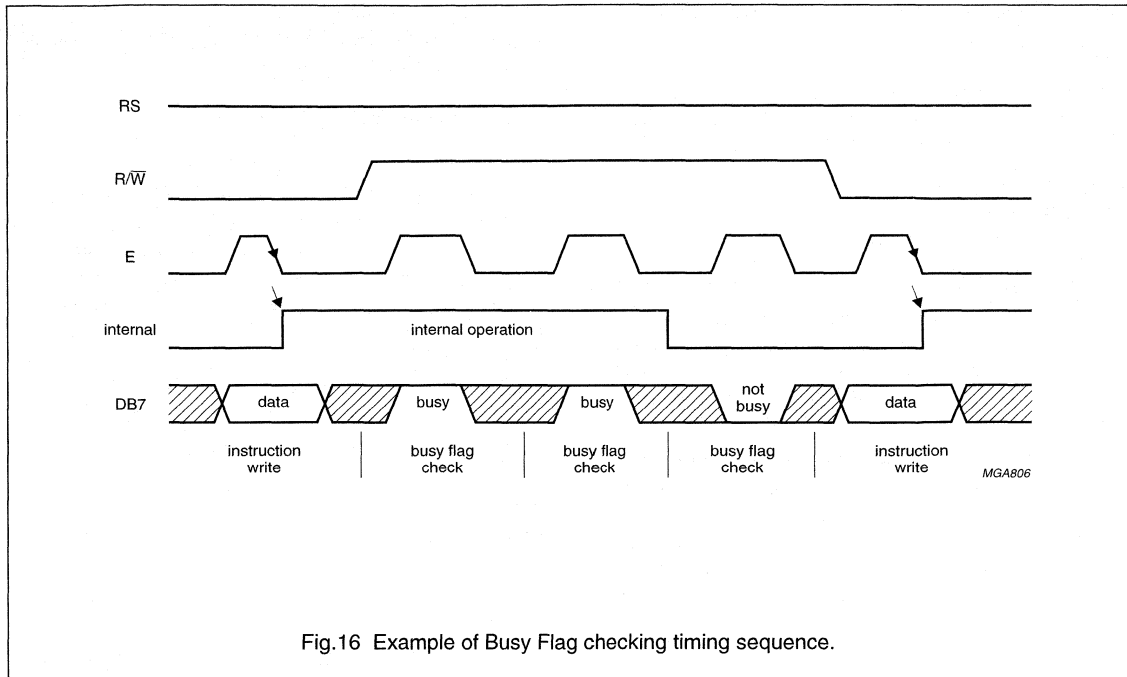 RS
R/W̅
E
internal
internal operation
DB7
data
busy
busy
not
busy
data
instruction
write
busy flag
check
busy flag
check
busy flag
check
instruction
write
MGA806
Fig.16 Example of Busy Flag checking timing sequence.